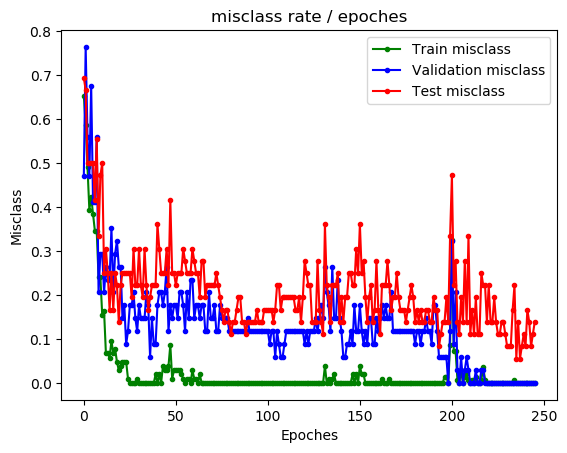 misclass rate / epoches
0.8
0.7
0.6
0.5
0.4
0.3
0.2
0.1
0.0
Misclass
Train misclass
Validation misclass
Test misclass
0 50 100 150 200 250
Epoches